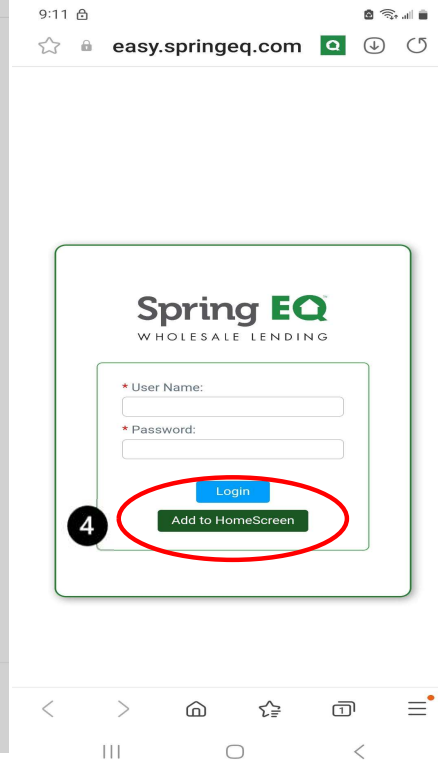 9:11
easy.springeq.com
Spring EQ
WHOLESALE LENDING
* User Name:
* Password:
Login
4
Add to HomeScreen
1